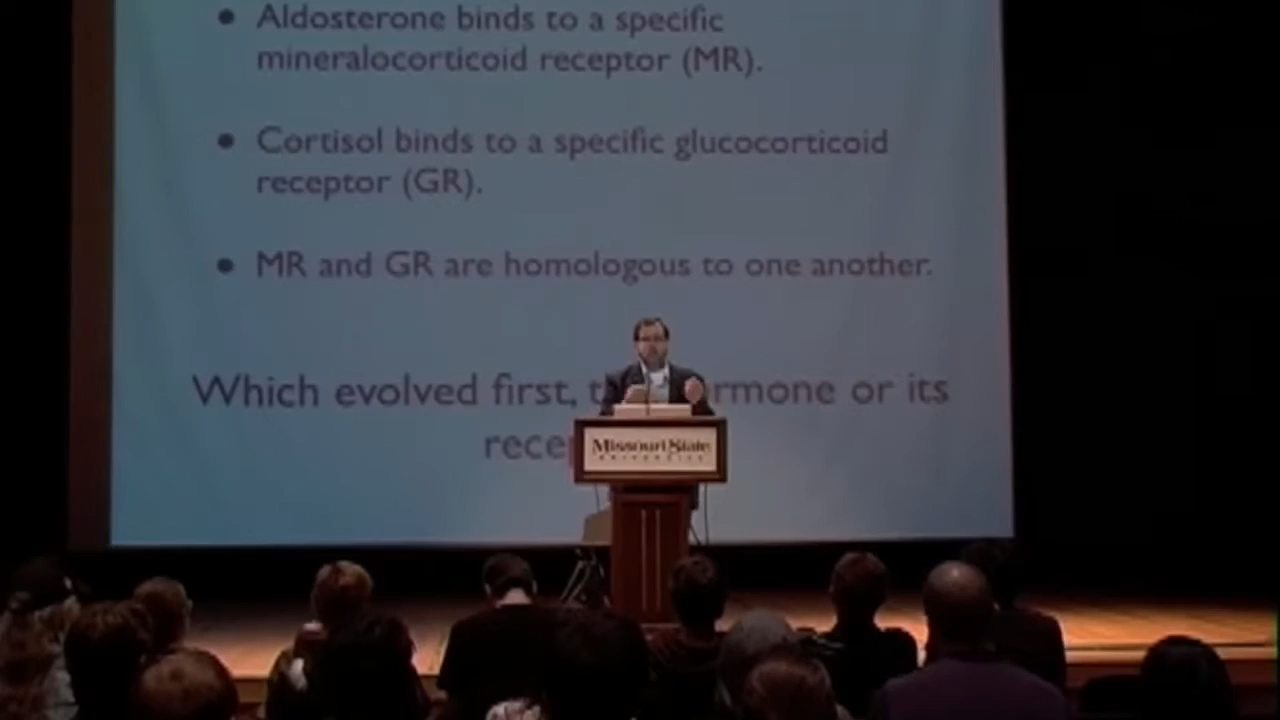 • Aldosterone binds to a specific
mineralocorticoid receptor (MR).
• Cortisol binds to a specific glucocorticoid
receptor (GR).
• MR and GR are homologous to one another.
Which evolved first, t rmone or its
rece
Missouri State
UNIVERSITY